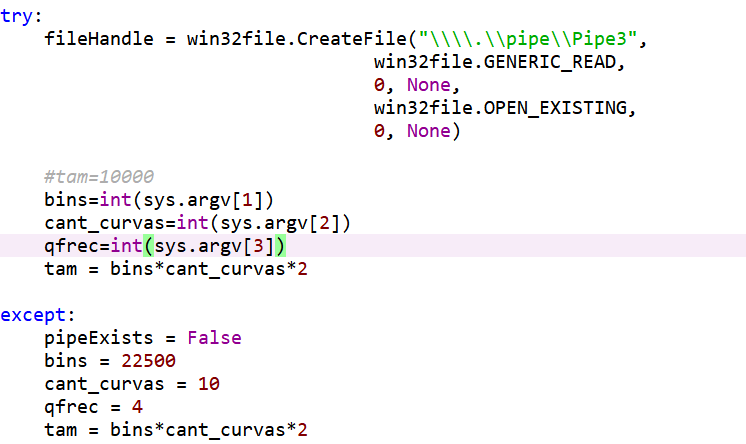 try:
    fileHandle = win32file.CreateFile("\\\\.\\pipe\\Pipe3",
                              win32file.GENERIC_READ,
                              0, None,
                              win32file.OPEN_EXISTING,
                              0, None)

    #tam=10000
    bins=int(sys.argv[1])
    cant_curvas=int(sys.argv[2])
    qfrec=int(sys.argv[3])
    tam = bins*cant_curvas*2

except:
    pipeExists = False
    bins = 22500
    cant_curvas = 10
    qfrec = 4
    tam = bins*cant_curvas*2